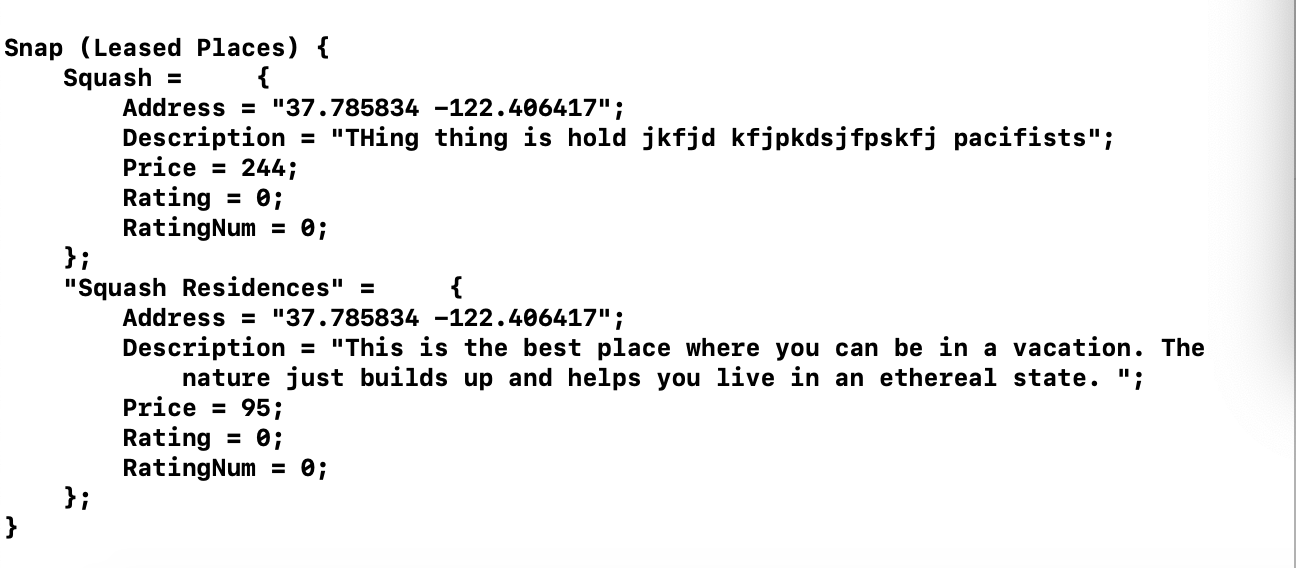 Snap (Leased Places) {
    Squash =     {
        Address = "37.785834 -122.406417";
        Description = "THing thing is hold jkfjd kfjpkdsjfpskfj pacifists";
        Price = 244;
        Rating = 0;
        RatingNum = 0;
    };
    "Squash Residences" =     {
        Address = "37.785834 -122.406417";
        Description = "This is the best place where you can be in a vacation. The
            nature just builds up and helps you live in an ethereal state. ";
        Price = 95;
        Rating = 0;
        RatingNum = 0;
    };
}